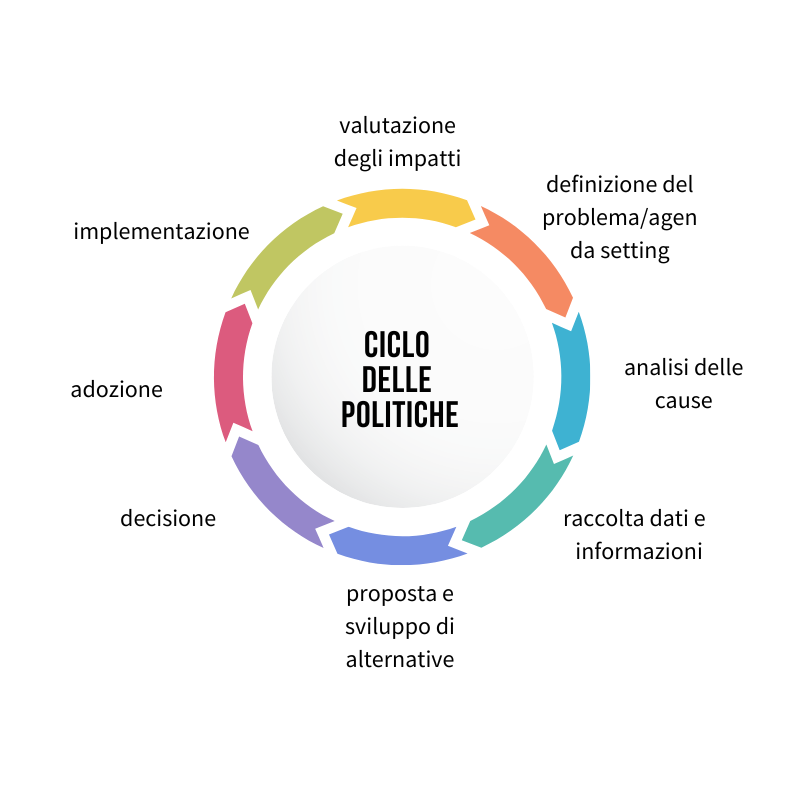 valutazione
degli impatti
definizione del
problema/agen
da setting
analisi delle
cause
raccolta dati e
informazioni
proposta e
sviluppo di
alternative
decisione
adozione
implementazione
CICLO
DELLE
POLITICHE